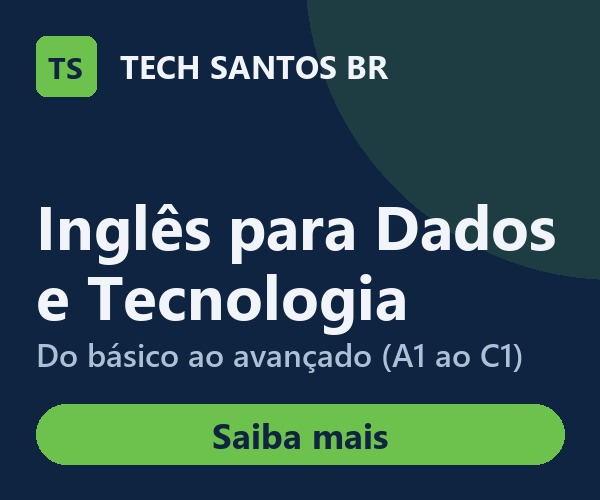 TS
TECH SANTOS BR
Inglês para Dados
e Tecnologia
Do básico ao avançado (A1 ao C1)
Saiba mais